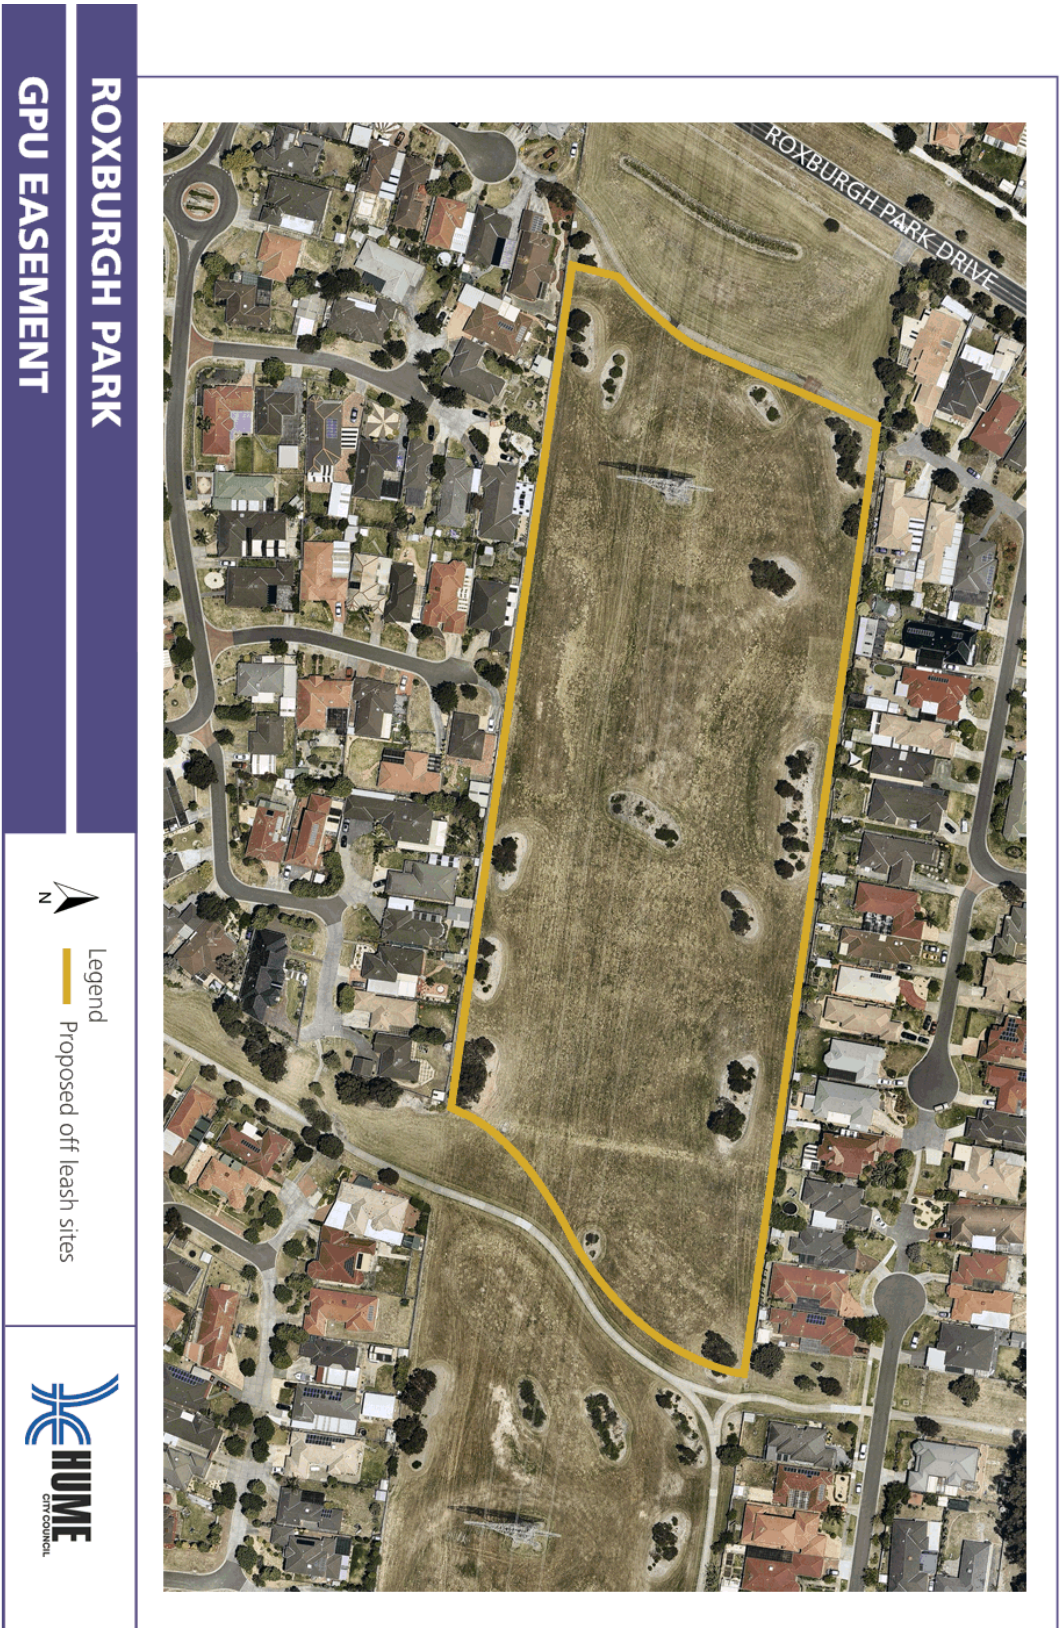 ROXBURGH PARK
GPU EASEMENT
ROXBURGH PARK DRIVE
N
Legend
Proposed off leash sites
HUME
CITY COUNCIL